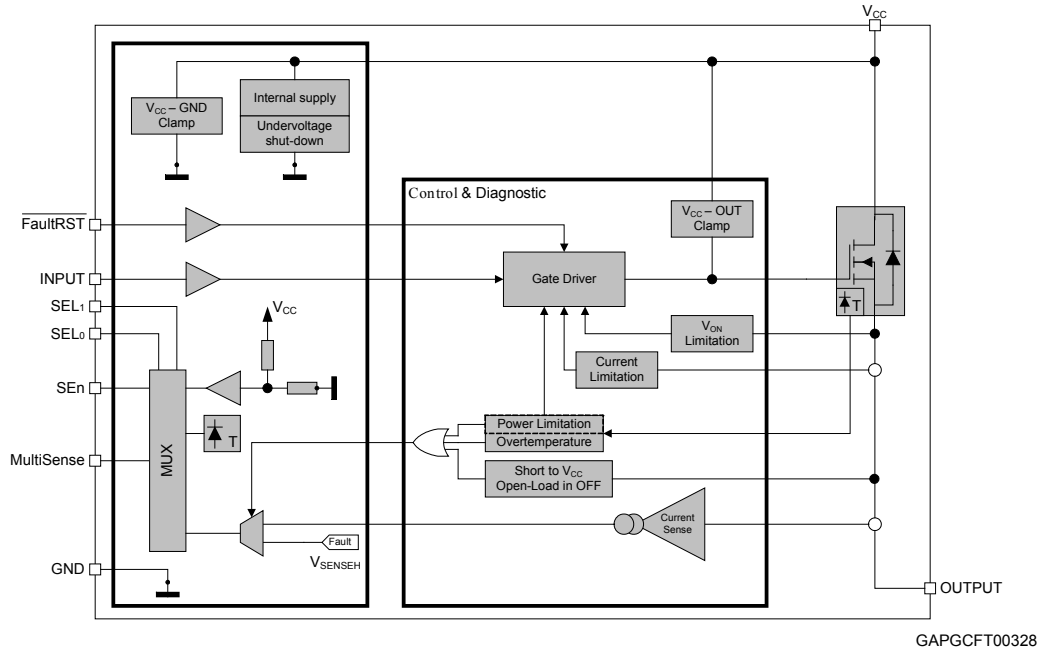 VCC
VCC – GND
Clamp
Internal supply
Undervoltage
shut-down
Control & Diagnostic
FaultRST
VCC – OUT
Clamp
INPUT
Gate Driver
T
SEL1
SEL0
VCC
VON
Limitation
Current
Limitation
SEn
MUX
T
Power Limitation
Overtemperature
MultiSense
Short to VCC
Open-Load in OFF
Current
Sense
Fault
VSENSEH
GND
OUTPUT
GAPGCFT00328